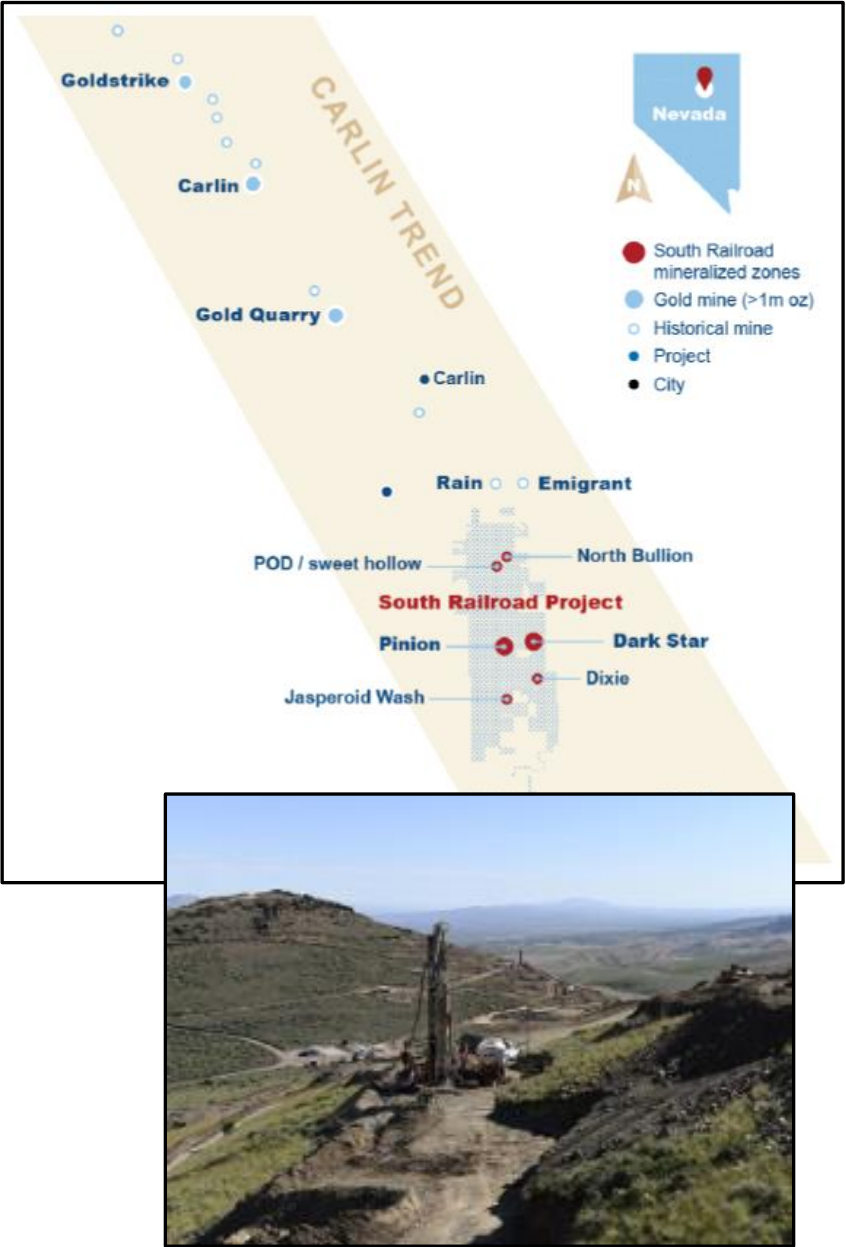 Goldstrike
CARLIN TREND
Nevada
N
Carlin
South Railroad
mineralized zones
Gold mine (>1m oz)
Historical mine
Project
City
Gold Quarry
Carlin
Rain
Emigrant
POD / sweet hollow
North Bullion
South Railroad Project
Pinion
Dark Star
Dixie
Jasperoid Wash